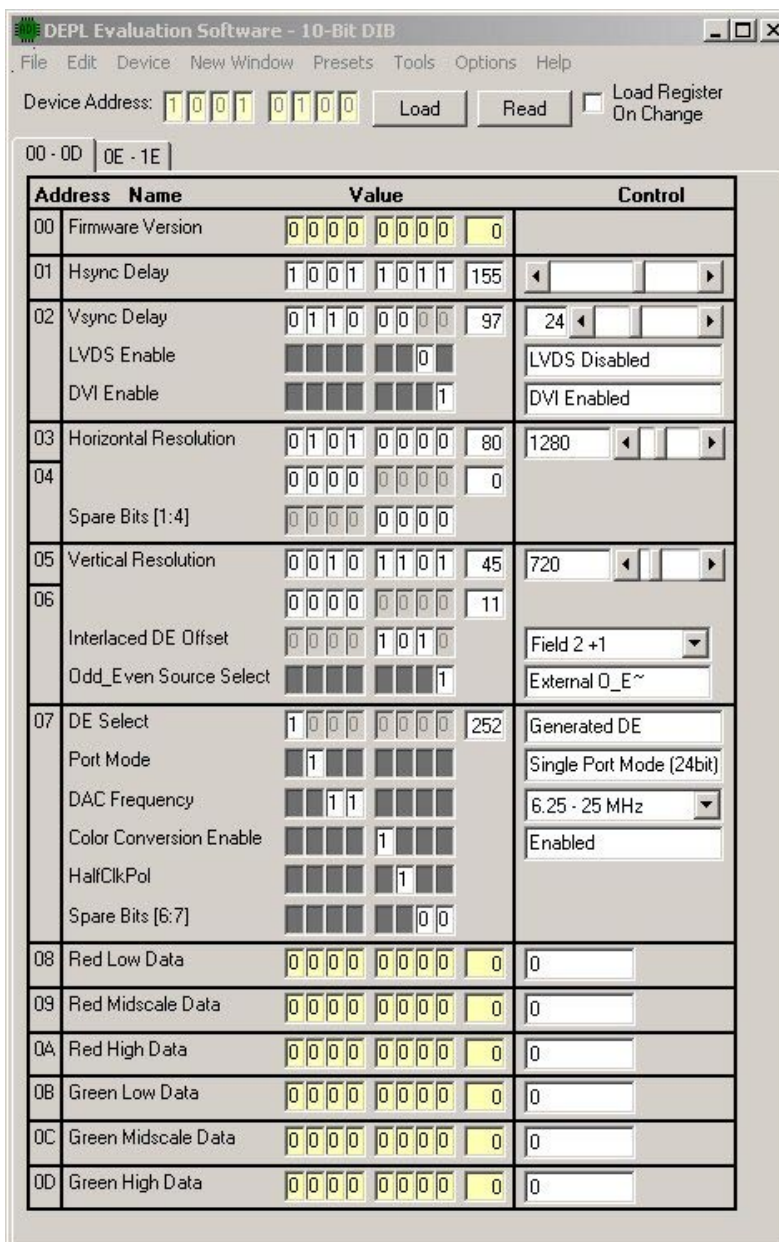 DEPL Evaluation Software - 10-Bit DIB
File Edit Device New Window Presets Tools Options Help
Device Address: 1 0 0 1 0 1 0 0 Load Read Load Register On Change
00 - 0D 0E - 1E
Address Name Value Control
00 Firmware Version 0 0 0 0 0 0 0 0 0
01 Hsync Delay 1 0 0 1 1 0 1 1 155
02 Vsync Delay 0 1 1 0 0 0 0 0 97 24
LVDS Enable 0 LVDS Disabled
DVI Enable 1 DVI Enabled
03 Horizontal Resolution 0 1 0 1 0 0 0 0 80 1280
04 0 0 0 0 0 0 0 0 0
Spare Bits [1:4] 0 0 0 0 0 0 0 0
05 Vertical Resolution 0 0 1 0 1 1 0 1 45 720
06 0 0 0 0 0 0 0 0 11
Interlaced DE Offset 0 0 0 0 1 0 1 0 Field 2 +1
Odd_Even Source Select 1 External O_E~
07 DE Select 1 0 0 0 0 0 0 0 252 Generated DE
Port Mode 1 Single Port Mode (24bit)
DAC Frequency 1 1 6.25 - 25 MHz
Color Conversion Enable 1 Enabled
HalfClkPol 1
Spare Bits [6:7] 0 0
08 Red Low Data 0 0 0 0 0 0 0 0 0 0
09 Red Midscale Data 0 0 0 0 0 0 0 0 0 0
0A Red High Data 0 0 0 0 0 0 0 0 0 0
0B Green Low Data 0 0 0 0 0 0 0 0 0 0
0C Green Midscale Data 0 0 0 0 0 0 0 0 0 0
0D Green High Data 0 0 0 0 0 0 0 0 0 0